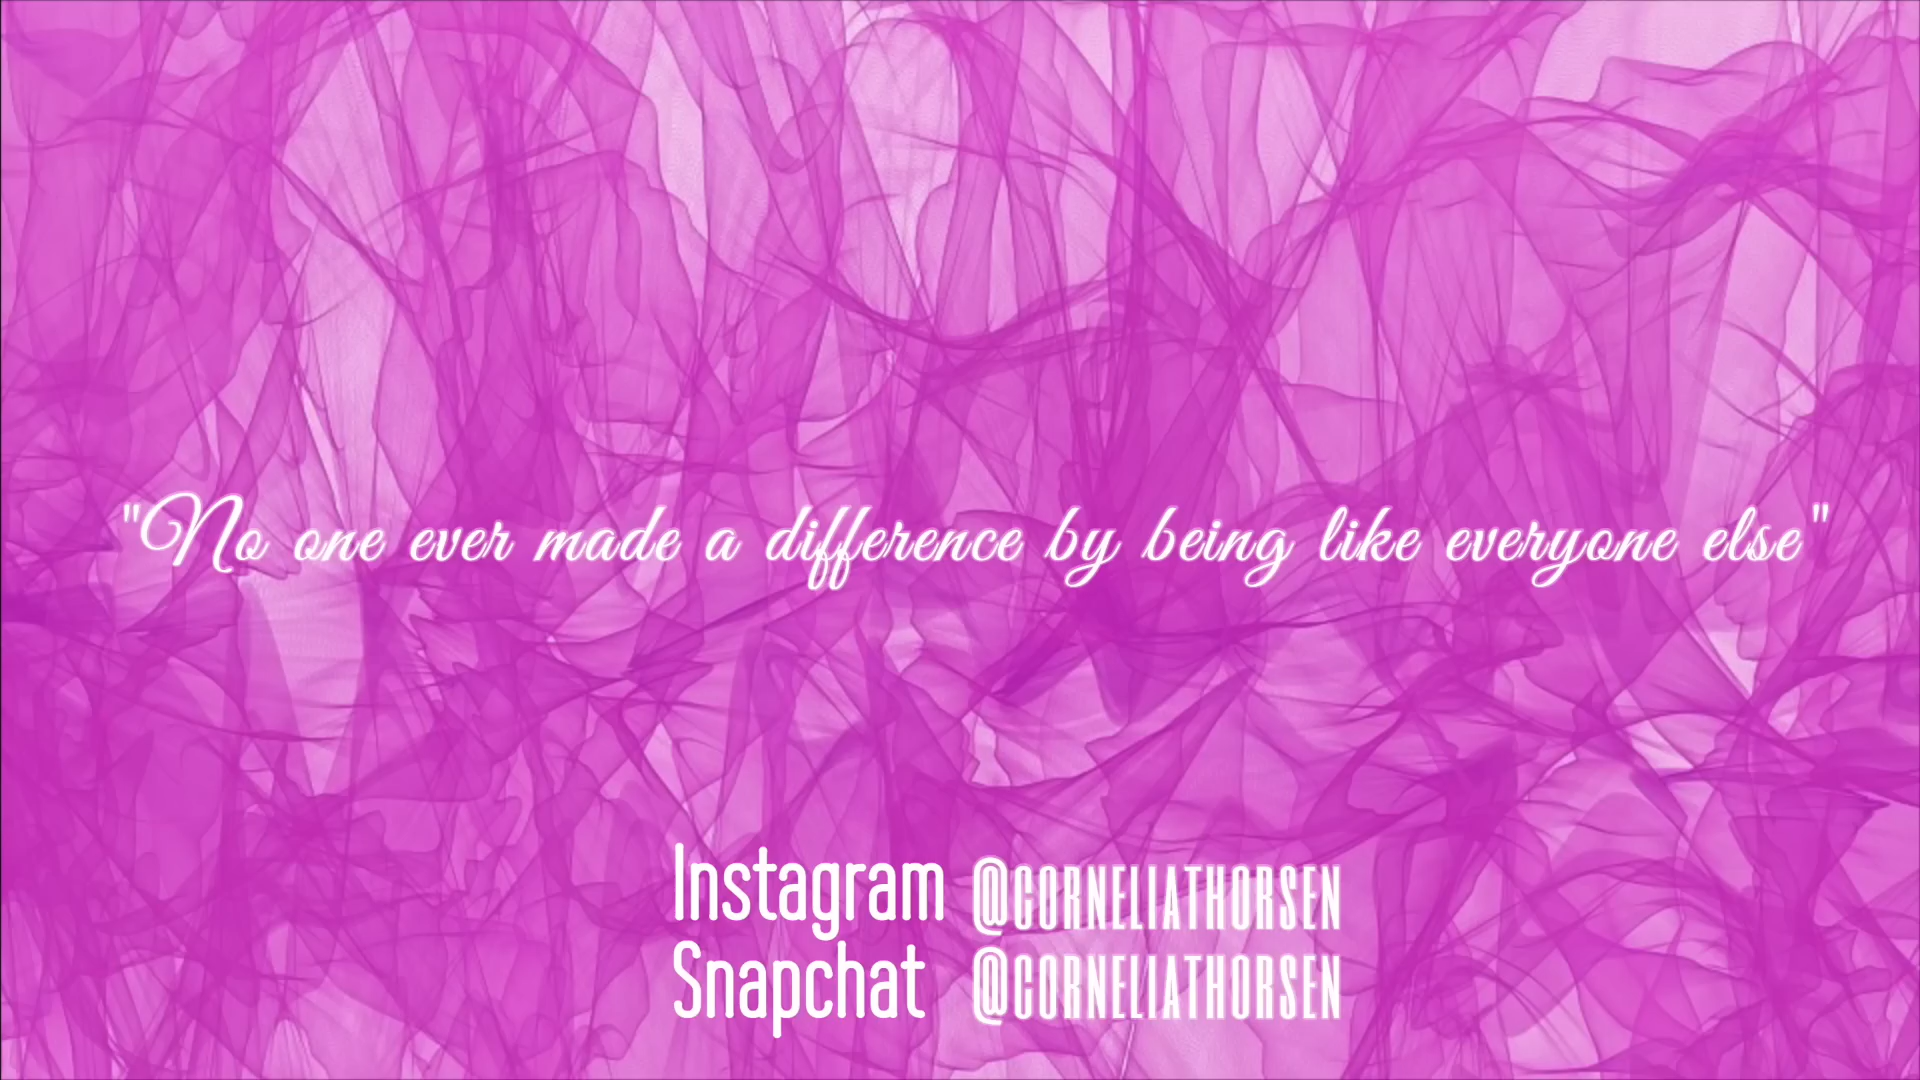 "No one ever made a difference by being like everyone else"
Instagram @CORNELIATHORSEN
Snapchat @CORNELIATHORSEN